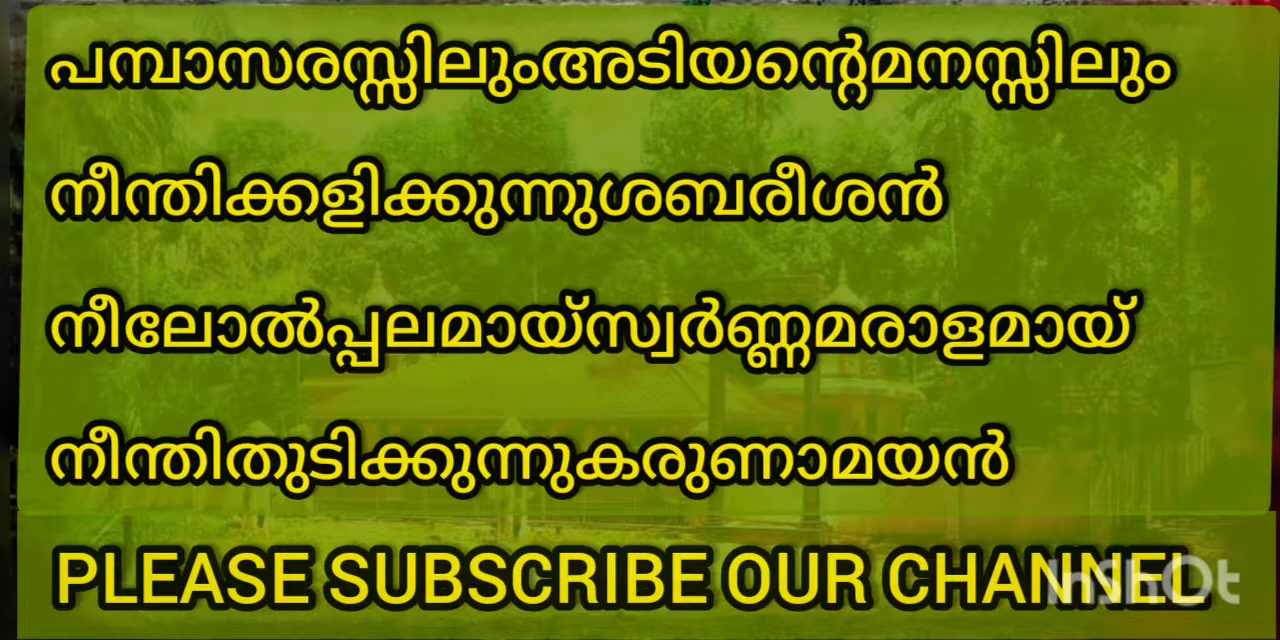 പമ്പാസരസ്സിലുംഅടിയന്റെമനസ്സിലും
നീന്തിക്കളിക്കുന്നുശബരീശൻ
നീലോൽപ്പലമായ്സ്വർണ്ണമരാളമായ്
നീന്തിതുടിക്കുന്നുകരുണാമയൻ
PLEASE SUBSCRIBE OUR CHANNEL
InShOt